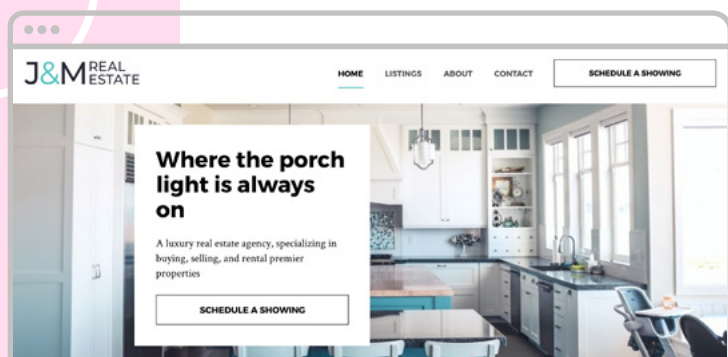 J&M REAL ESTATE
HOME LISTINGS ABOUT CONTACT SCHEDULE A SHOWING
Where the porch
light is always
on
A luxury real estate agency, specializing in
buying, selling, and rental premier
properties
SCHEDULE A SHOWING